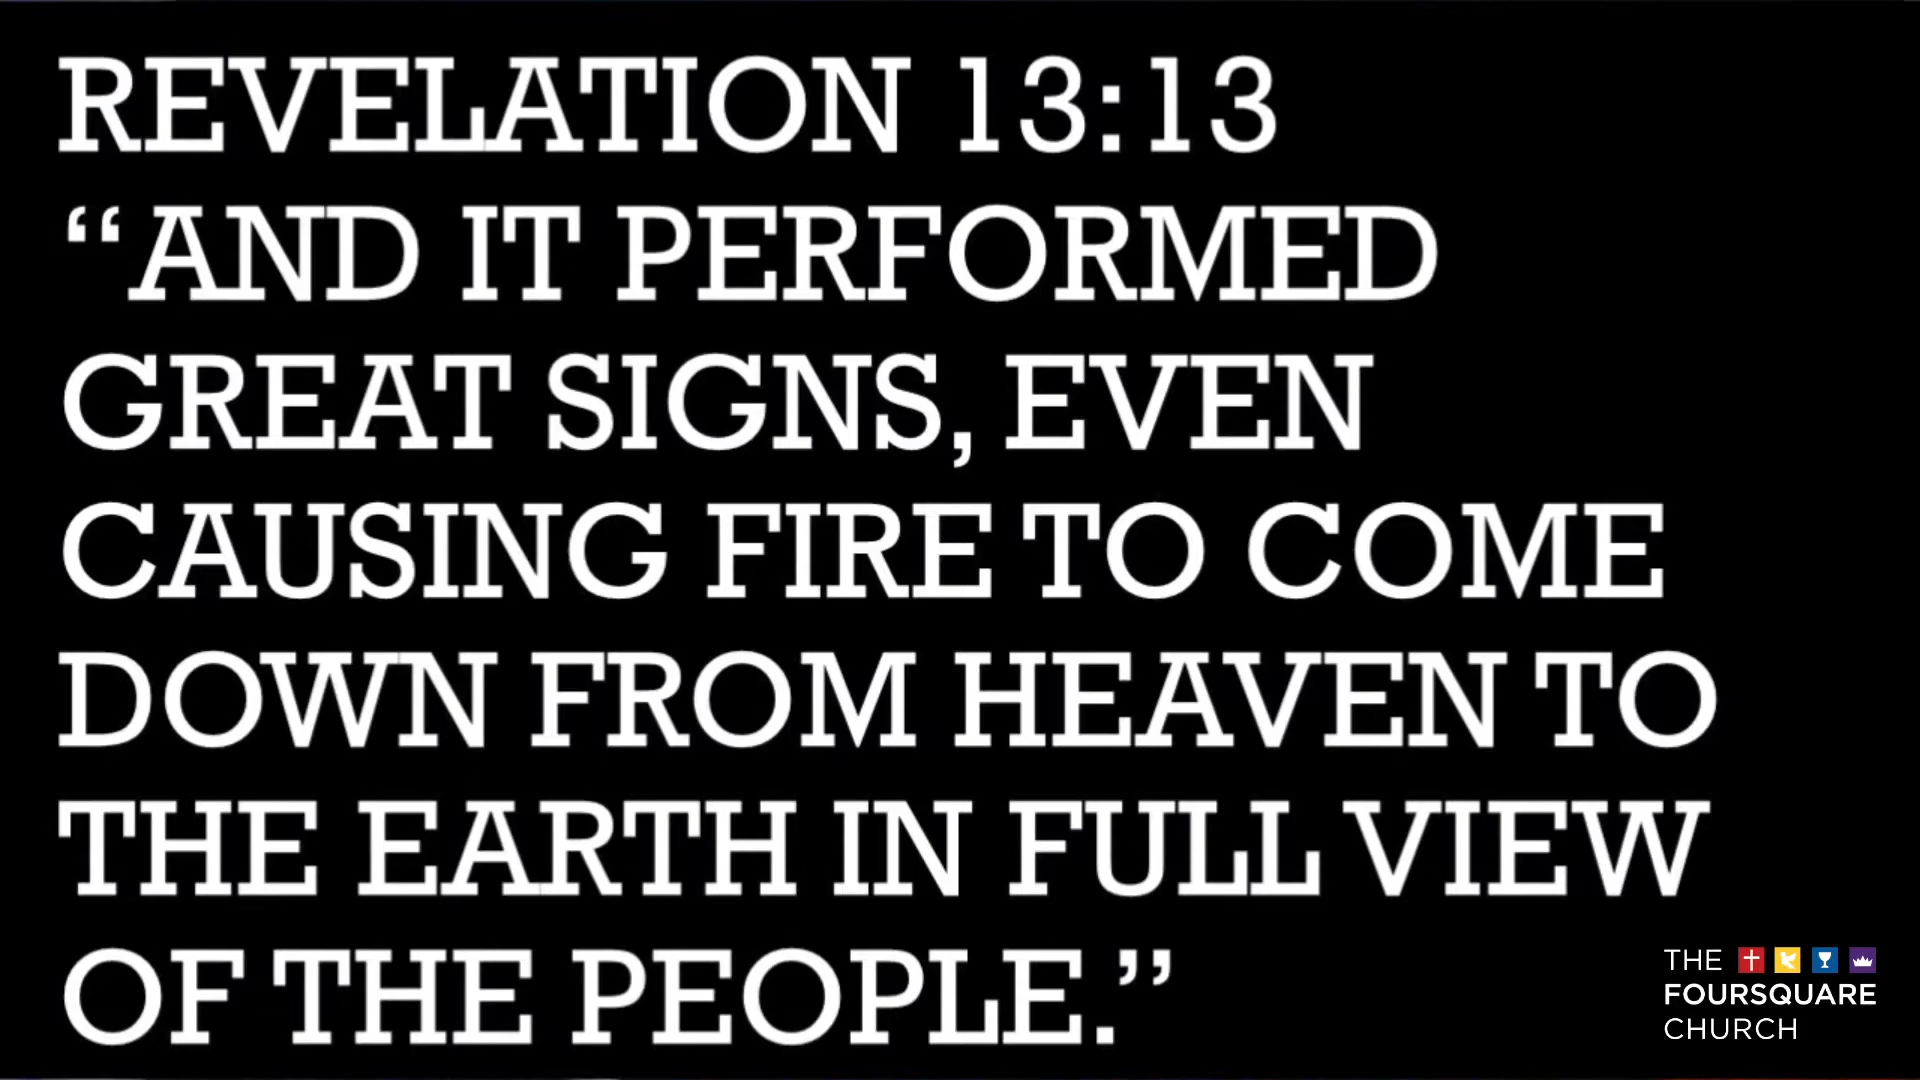 REVELATION 13:13
“AND IT PERFORMED
GREAT SIGNS, EVEN
CAUSING FIRE TO COME
DOWN FROM HEAVEN TO
THE EARTH IN FULL VIEW
OF THE PEOPLE.”
THE
FOURSQUARE
CHURCH